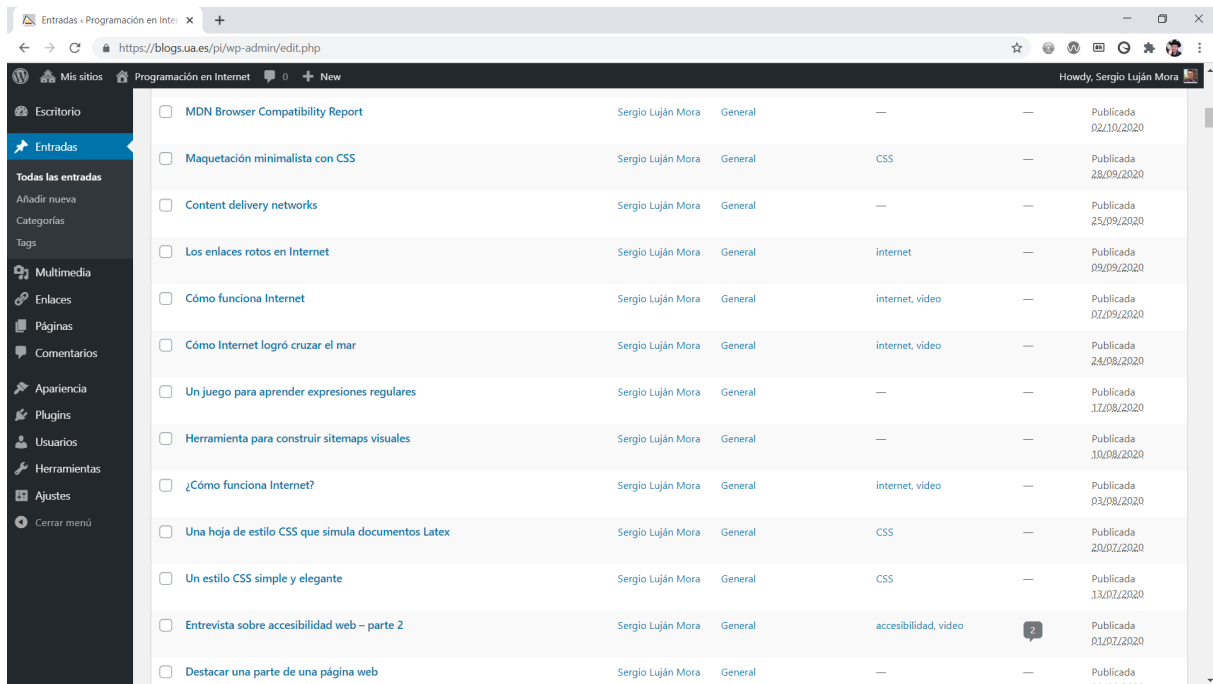 Entradas ‹ Programación en Inter
https://blogs.ua.es/pi/wp-admin/edit.php
Mis sitios Programación en Internet 0 New Howdy, Sergio Luján Mora
Escritorio
Entradas
Todas las entradas
Añadir nueva
Categorías
Tags
Multimedia
Enlaces
Páginas
Comentarios
Apariencia
Plugins
Usuarios
Herramientas
Ajustes
Cerrar menú
MDN Browser Compatibility Report Sergio Luján Mora General — — Publicada
02/10/2020
Maquetación minimalista con CSS Sergio Luján Mora General CSS — Publicada
28/09/2020
Content delivery networks Sergio Luján Mora General — — Publicada
25/09/2020
Los enlaces rotos en Internet Sergio Luján Mora General internet — Publicada
09/09/2020
Cómo funciona Internet Sergio Luján Mora General internet, video — Publicada
07/09/2020
Cómo Internet logró cruzar el mar Sergio Luján Mora General internet, video — Publicada
24/08/2020
Un juego para aprender expresiones regulares Sergio Luján Mora General — — Publicada
17/08/2020
Herramienta para construir sitemaps visuales Sergio Luján Mora General — — Publicada
10/08/2020
¿Cómo funciona Internet? Sergio Luján Mora General internet, video — Publicada
03/08/2020
Una hoja de estilo CSS que simula documentos Latex Sergio Luján Mora General CSS — Publicada
20/07/2020
Un estilo CSS simple y elegante Sergio Luján Mora General CSS — Publicada
13/07/2020
Entrevista sobre accesibilidad web – parte 2 Sergio Luján Mora General accesibilidad, video 2 Publicada
01/07/2020
Destacar una parte de una página web Sergio Luján Mora General — — Publicada